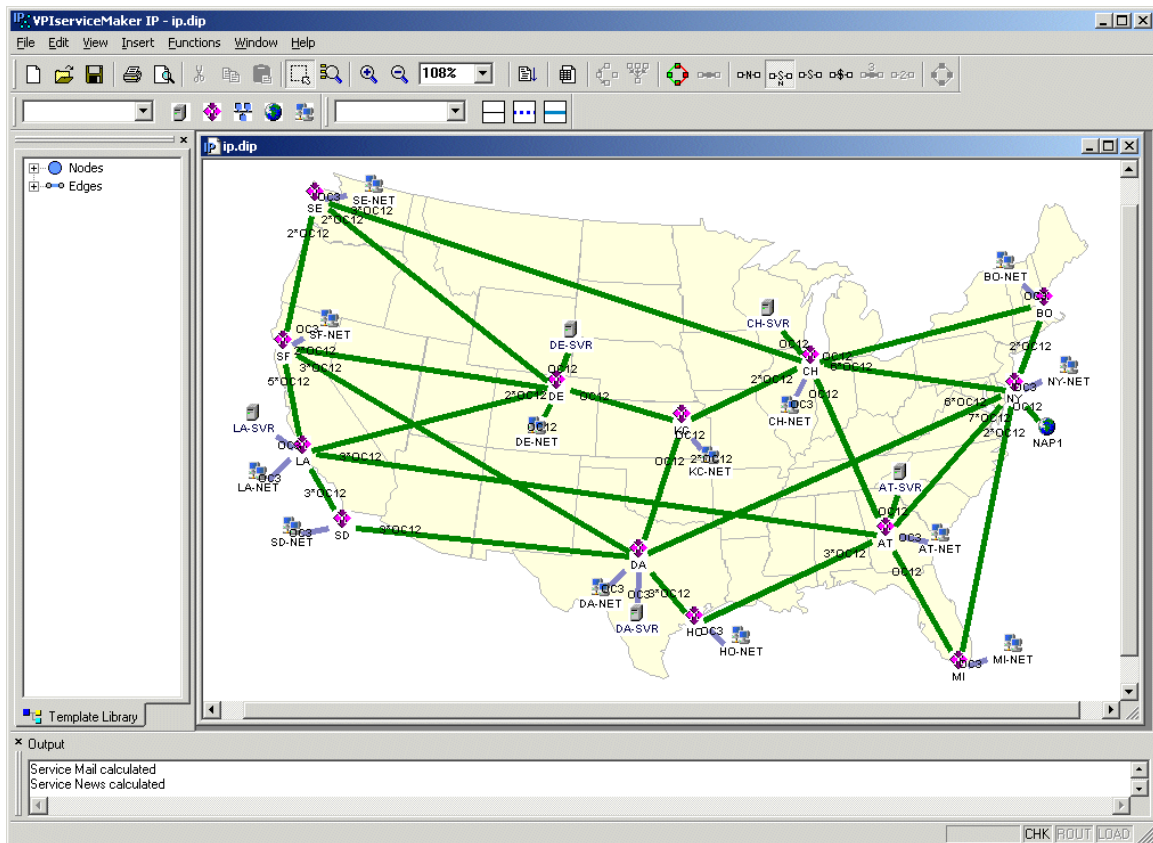 VPIserviceMaker IP - ip.dip
File Edit View Insert Functions Window Help
108%
ip.dip
Nodes
Edges
Template Library
SE-NET
OC3
SE
3*OC12
2*OC12
2*OC12
BO-NET
OC3
BO
CH-SVR
OC3
SF-NET
SF
2*OC12
3*OC12
5*OC12
DE-SVR
OC12
DE
2*OC12
OC12
OC12
DE-NET
OC12
OC12
CH
6*OC12
2*OC12
OC12
OC3
CH-NET
2*OC12
NY-NET
NY
OC3
6*OC12
OC12
7*OC12
2*OC12
NAP1
LA-SVR
LA
OC3
LA-NET
3*OC12
3*OC12
KC
OC12
OC12
2*OC12
KC-NET
AT-SVR
OC12
AT
OC3
AT-NET
3*OC12
OC12
SD-NET
OC3
SD
3*OC12
DA
DA-NET
OC3
3*OC12
DA-SVR
HO
OC3
HO-NET
MI-NET
OC3
MI
Output
Service Mail calculated
Service News calculated
CHK ROUT LOAD